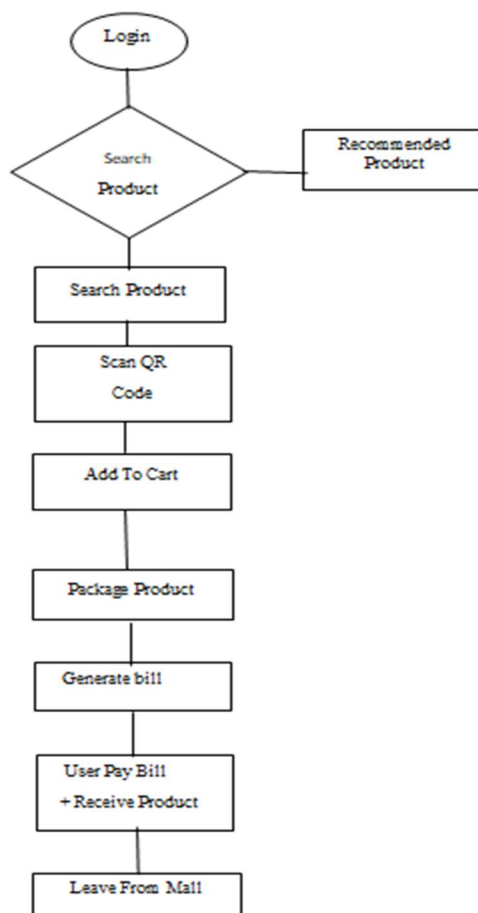 Login
Search
Product
Recommended
Product
Search Product
Scan QR
Code
Add To Cart
Package Product
Generate bill
User Pay Bill
+ Receive Product
Leave From Mall